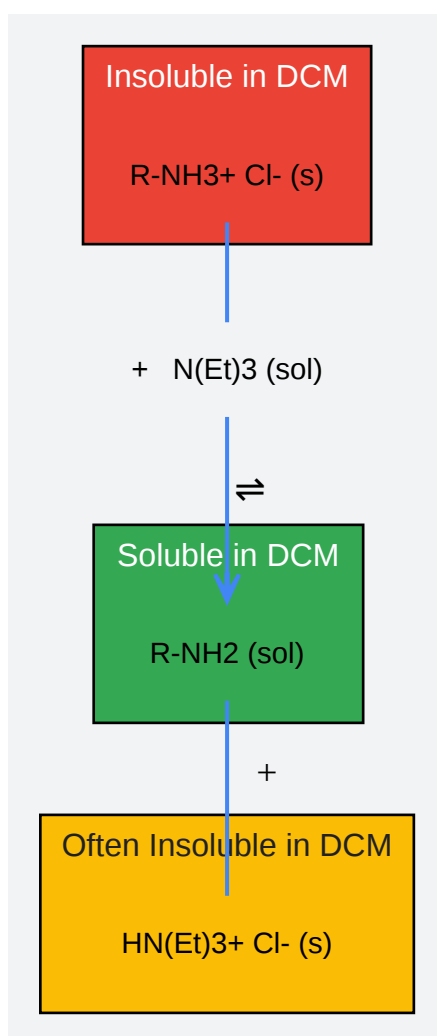 Insoluble in DCM
R-NH3+ Cl- (s)
+ N(Et)3 (sol)
⇌
Soluble in DCM
R-NH2 (sol)
+
Often Insoluble in DCM
HN(Et)3+ Cl- (s)